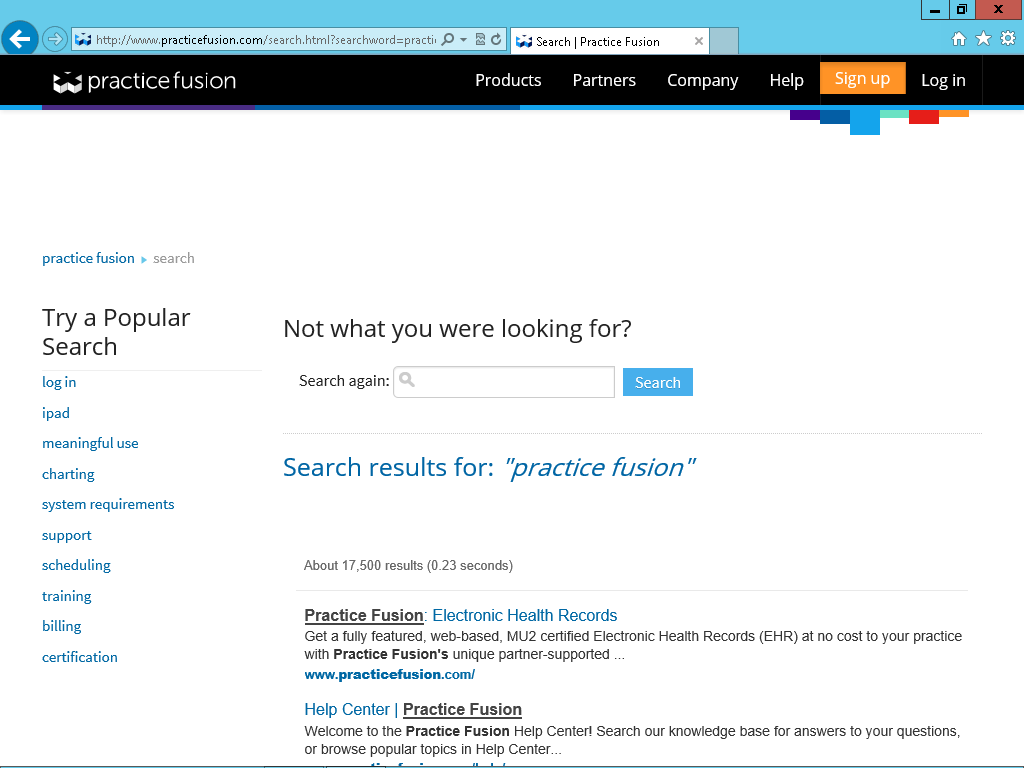 http://www.practicefusion.com/search.html?searchword=practi
Search | Practice Fusion
practice fusion
Products
Partners
Company
Help
Sign up
Log in
practice fusion
search
Try a Popular
Search
log in
ipad
meaningful use
charting
system requirements
support
scheduling
training
billing
certification
Not what you were looking for?
Search again:
Search
Search results for: "practice fusion"
About 17,500 results (0.23 seconds)
Practice Fusion: Electronic Health Records
Get a fully featured, web-based, MU2 certified Electronic Health Records (EHR) at no cost to your practice
with Practice Fusion's unique partner-supported ...
www.practicefusion.com/
Help Center | Practice Fusion
Welcome to the Practice Fusion Help Center! Search our knowledge base for answers to your questions,
or browse popular topics in Help Center...